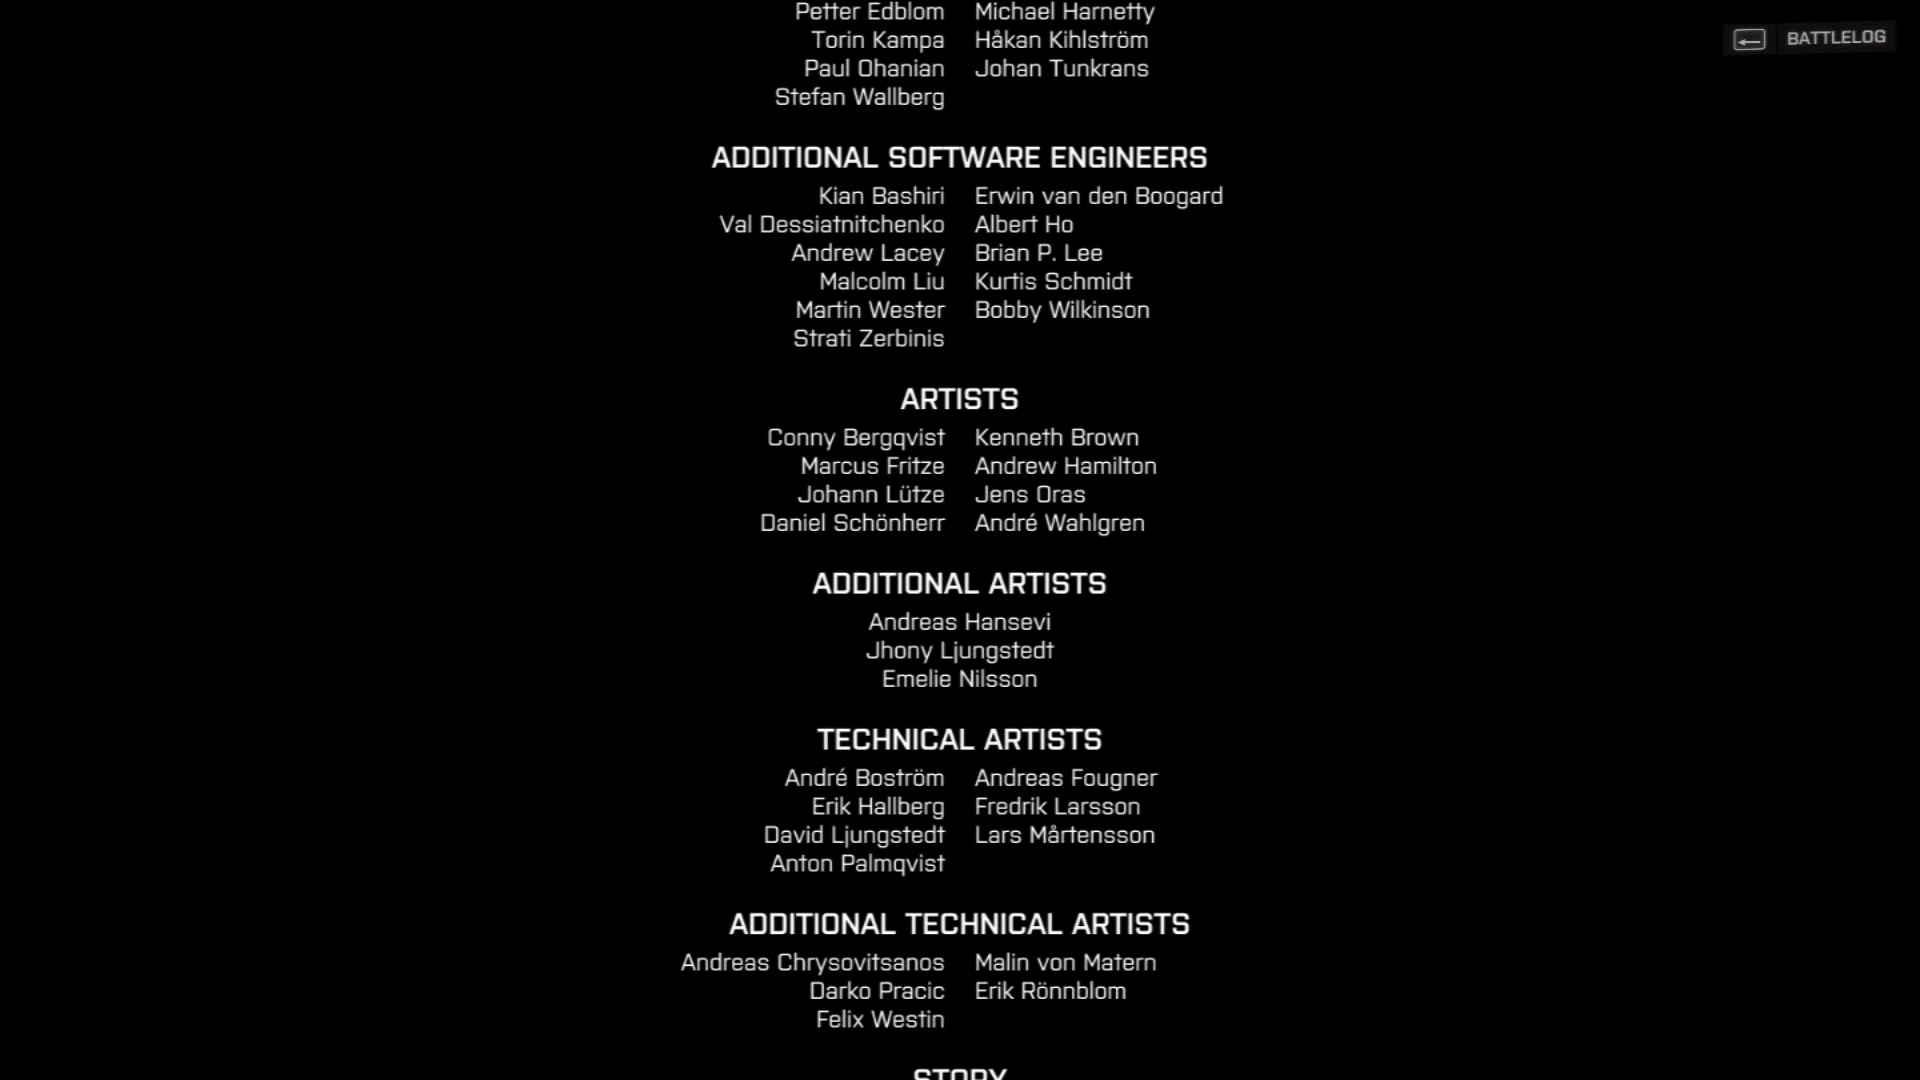 Petter Edblom Michael Harnetty
BATTLELOG
Torin Kampa Håkan Kihlström
Paul Ohanian Johan Tunkrans
Stefan Wallberg
ADDITIONAL SOFTWARE ENGINEERS
Kian Bashiri Erwin van den Boogard
Val Dessiatnitchenko Albert Ho
Andrew Lacey Brian P. Lee
Malcolm Liu Kurtis Schmidt
Martin Wester Bobby Wilkinson
Strati Zerbinis
ARTISTS
Conny Bergqvist Kenneth Brown
Marcus Fritze Andrew Hamilton
Johann Lütze Jens Oras
Daniel Schönherr André Wahlgren
ADDITIONAL ARTISTS
Andreas Hansevi
Jhony Ljungstedt
Emelie Nilsson
TECHNICAL ARTISTS
André Boström Andreas Fougner
Erik Hallberg Fredrik Larsson
David Ljungstedt Lars Mårtensson
Anton Palmqvist
ADDITIONAL TECHNICAL ARTISTS
Andreas Chrysovitsanos Malin von Matern
Darko Pracic Erik Rönnblom
Felix Westin
STORY